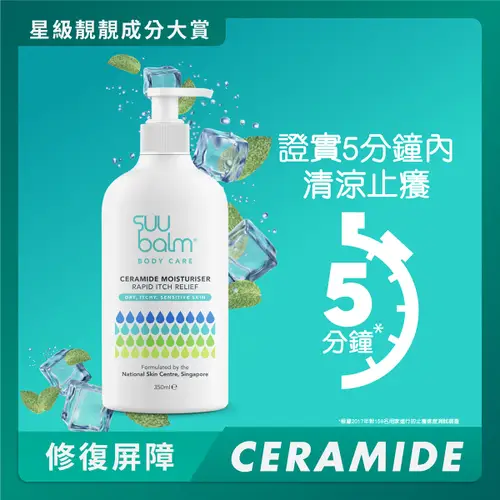 星級靚靚成分大賞
證實5分鐘內
清涼止癢
5
分鐘*
suu
balm®
BODY CARE
CERAMIDE MOISTURISER
RAPID ITCH RELIEF
DRY, ITCHY, SENSITIVE SKIN
Formulated by the
National Skin Centre, Singapore
350ml℮
修復屏障
CERAMIDE